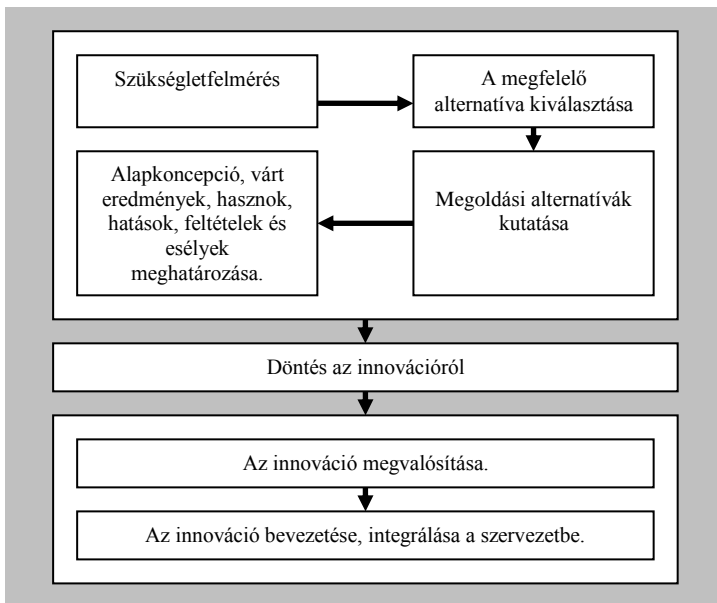 Szükségletfelmérés
A megfelelő
alternatíva kiválasztása
Alapkoncepció, várt
eredmények, hasznok,
hatások, feltételek és
esélyek
meghatározása.
Megoldási alternatívák
kutatása
Döntés az innovációról
Az innováció megvalósítása.
Az innováció bevezetése, integrálása a szervezetbe.